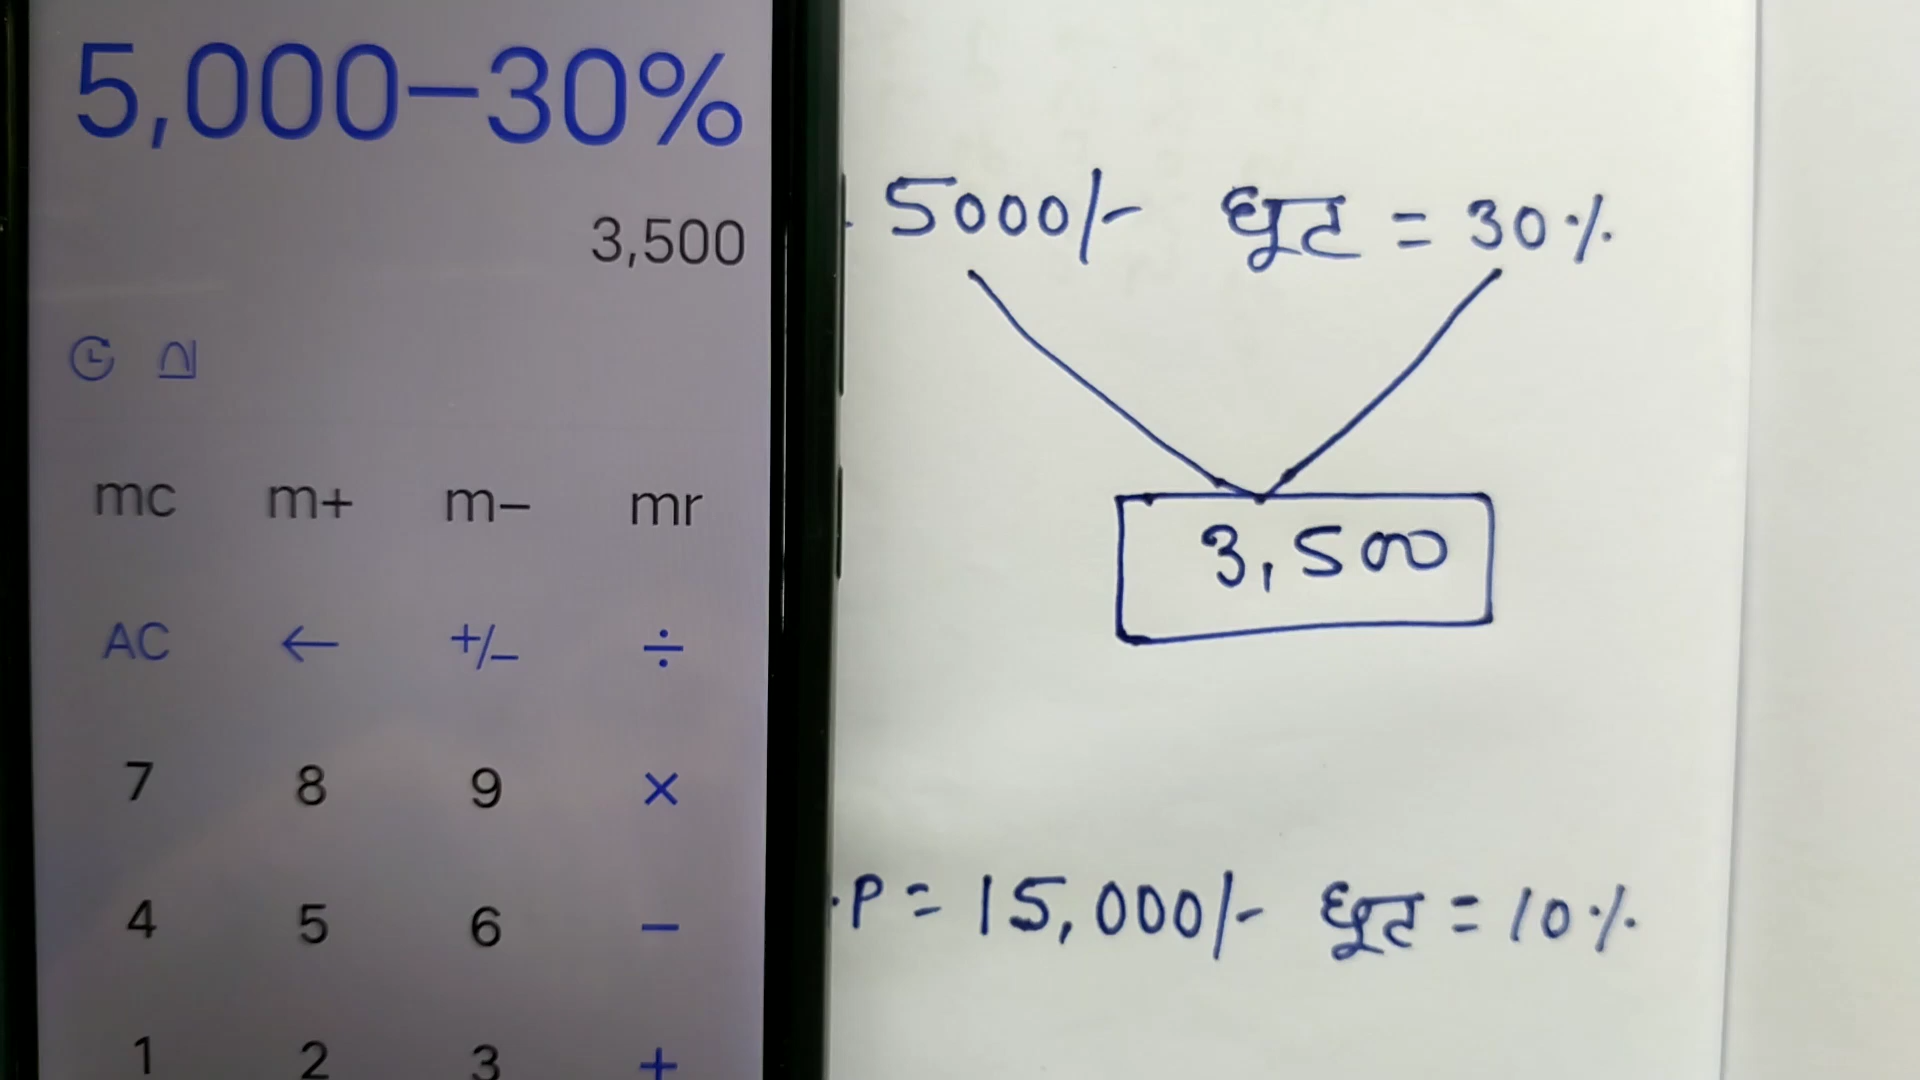 5,000−30%
3,500
mc m+ m− mr
AC ← +/− ÷
7 8 9 ×
4 5 6 −
1 2 3 +
5000/- छूट = 30%
3,500
.P = 15,000/- छूट = 10%